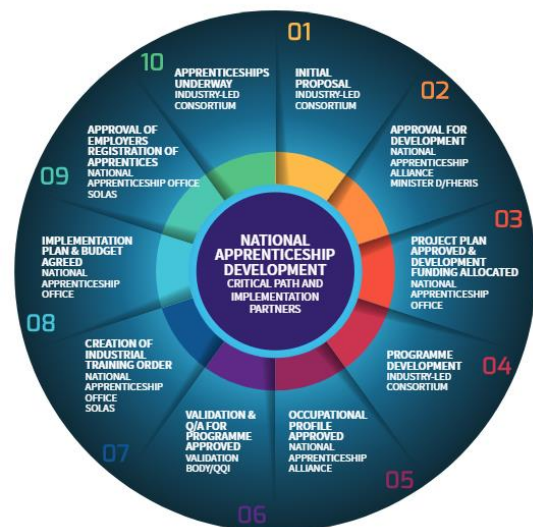 NATIONAL
APPRENTICESHIP
DEVELOPMENT
CRITICAL PATH AND
IMPLEMENTATION
PARTNERS
01
INITIAL
PROPOSAL
INDUSTRY-LED
CONSORTIUM
02
APPROVAL FOR
DEVELOPMENT
NATIONAL
APPRENTICESHIP
ALLIANCE
MINISTER D/FHERIS
03
PROJECT PLAN
APPROVED &
DEVELOPMENT
FUNDING ALLOCATED
NATIONAL
APPRENTICESHIP
OFFICE
04
PROGRAMME
DEVELOPMENT
INDUSTRY-LED
CONSORTIUM
05
OCCUPATIONAL
PROFILE
APPROVED
NATIONAL
APPRENTICESHIP
ALLIANCE
06
VALIDATION &
Q/A FOR
PROGRAMME
APPROVED
VALIDATION
BODY/QQI
07
CREATION OF
INDUSTRIAL
TRAINING ORDER
NATIONAL
APPRENTICESHIP
OFFICE
SOLAS
08
IMPLEMENTATION
PLAN & BUDGET
AGREED
NATIONAL
APPRENTICESHIP
OFFICE
09
APPROVAL OF
EMPLOYERS
REGISTRATION OF
APPRENTICES
NATIONAL
APPRENTICESHIP OFFICE
SOLAS
10
APPRENTICESHIPS
UNDERWAY
INDUSTRY-LED
CONSORTIUM